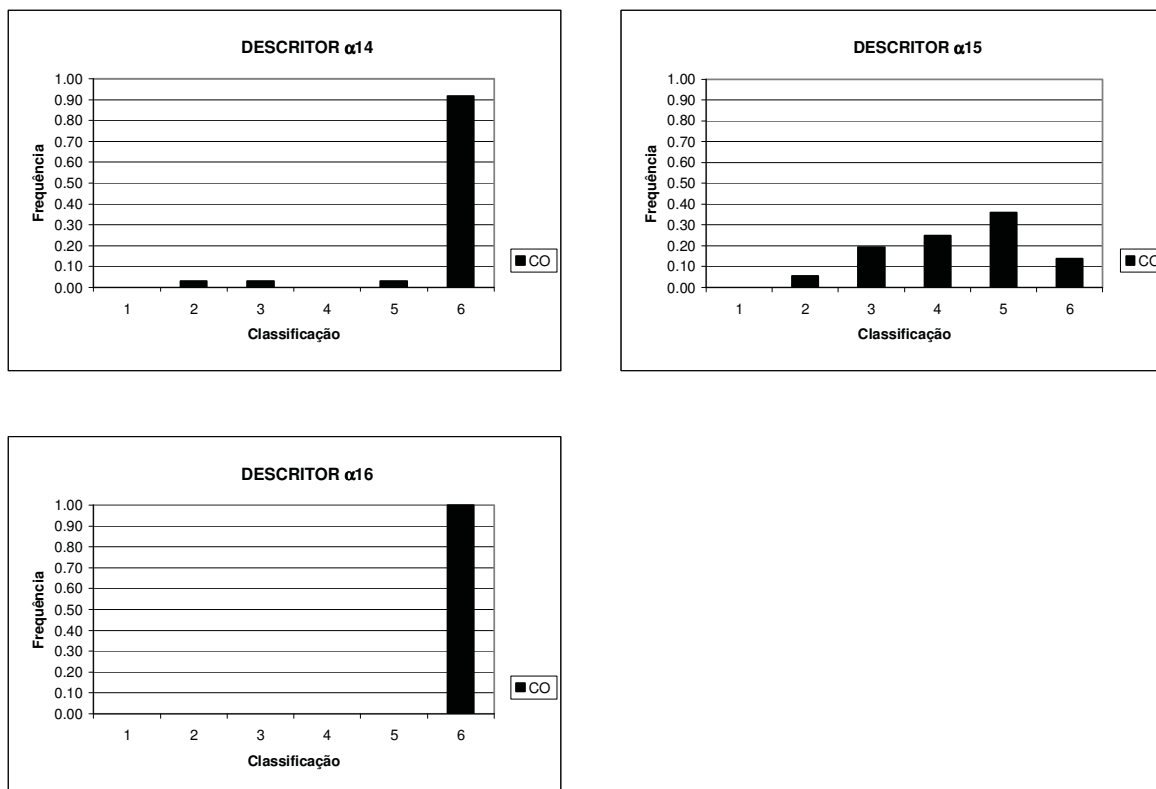 DESCRITOR α14
1.00
0.90
0.80
0.70
0.60
0.50
0.40
0.30
0.20
0.10
0.00
Frequência
1 2 3 4 5 6
Classificação
CO
DESCRITOR α15
1.00
0.90
0.80
0.70
0.60
0.50
0.40
0.30
0.20
0.10
0.00
Frequência
1 2 3 4 5 6
Classificação
CO
DESCRITOR α16
1.00
0.90
0.80
0.70
0.60
0.50
0.40
0.30
0.20
0.10
0.00
Frequência
1 2 3 4 5 6
Classificação
CO